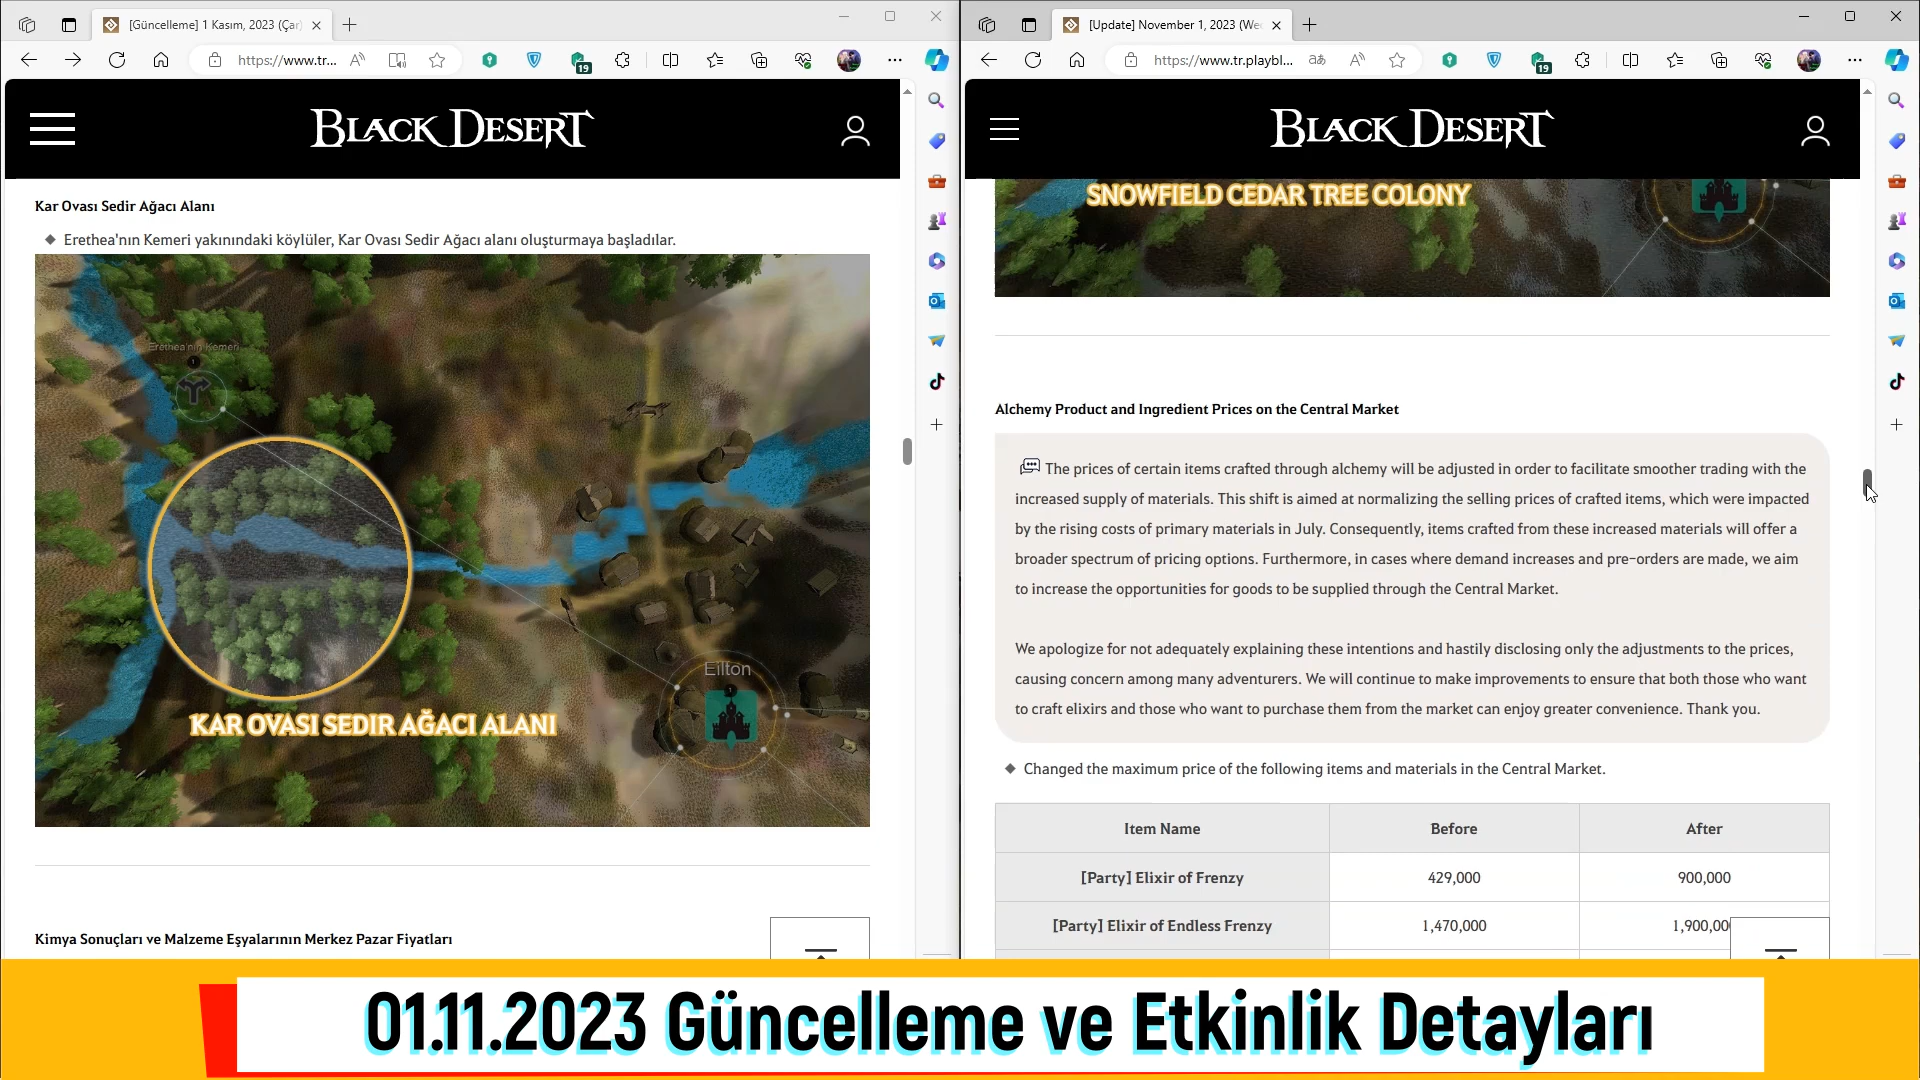 [Güncelleme] 1 Kasım, 2023 (Çar
https://www.tr...
19
BLACK DESERT
Kar Ovası Sedir Ağacı Alanı
Erethea'nın Kemeri yakınındaki köylüler, Kar Ovası Sedir Ağacı alanı oluşturmaya başladılar.
Erethea'nın Kemeri
1
Eilton
1
KAR OVASI SEDIR AĞACI ALANI
Kimya Sonuçları ve Malzeme Eşyalarının Merkez Pazar Fiyatları
[Update] November 1, 2023 (We
https://www.tr.playbl...
19
BLACK DESERT
SNOWFIELD CEDAR TREE COLONY
Alchemy Product and Ingredient Prices on the Central Market
The prices of certain items crafted through alchemy will be adjusted in order to facilitate smoother trading with the
increased supply of materials. This shift is aimed at normalizing the selling prices of crafted items, which were impacted
by the rising costs of primary materials in July. Consequently, items crafted from these increased materials will offer a
broader spectrum of pricing options. Furthermore, in cases where demand increases and pre-orders are made, we aim
to increase the opportunities for goods to be supplied through the Central Market.
We apologize for not adequately explaining these intentions and hastily disclosing only the adjustments to the prices,
causing concern among many adventurers. We will continue to make improvements to ensure that both those who want
to craft elixirs and those who want to purchase them from the market can enjoy greater convenience. Thank you.
Changed the maximum price of the following items and materials in the Central Market.
Item Name Before After
[Party] Elixir of Frenzy 429,000 900,000
[Party] Elixir of Endless Frenzy 1,470,000 1,900,00
01.11.2023 Güncelleme ve Etkinlik Detayları